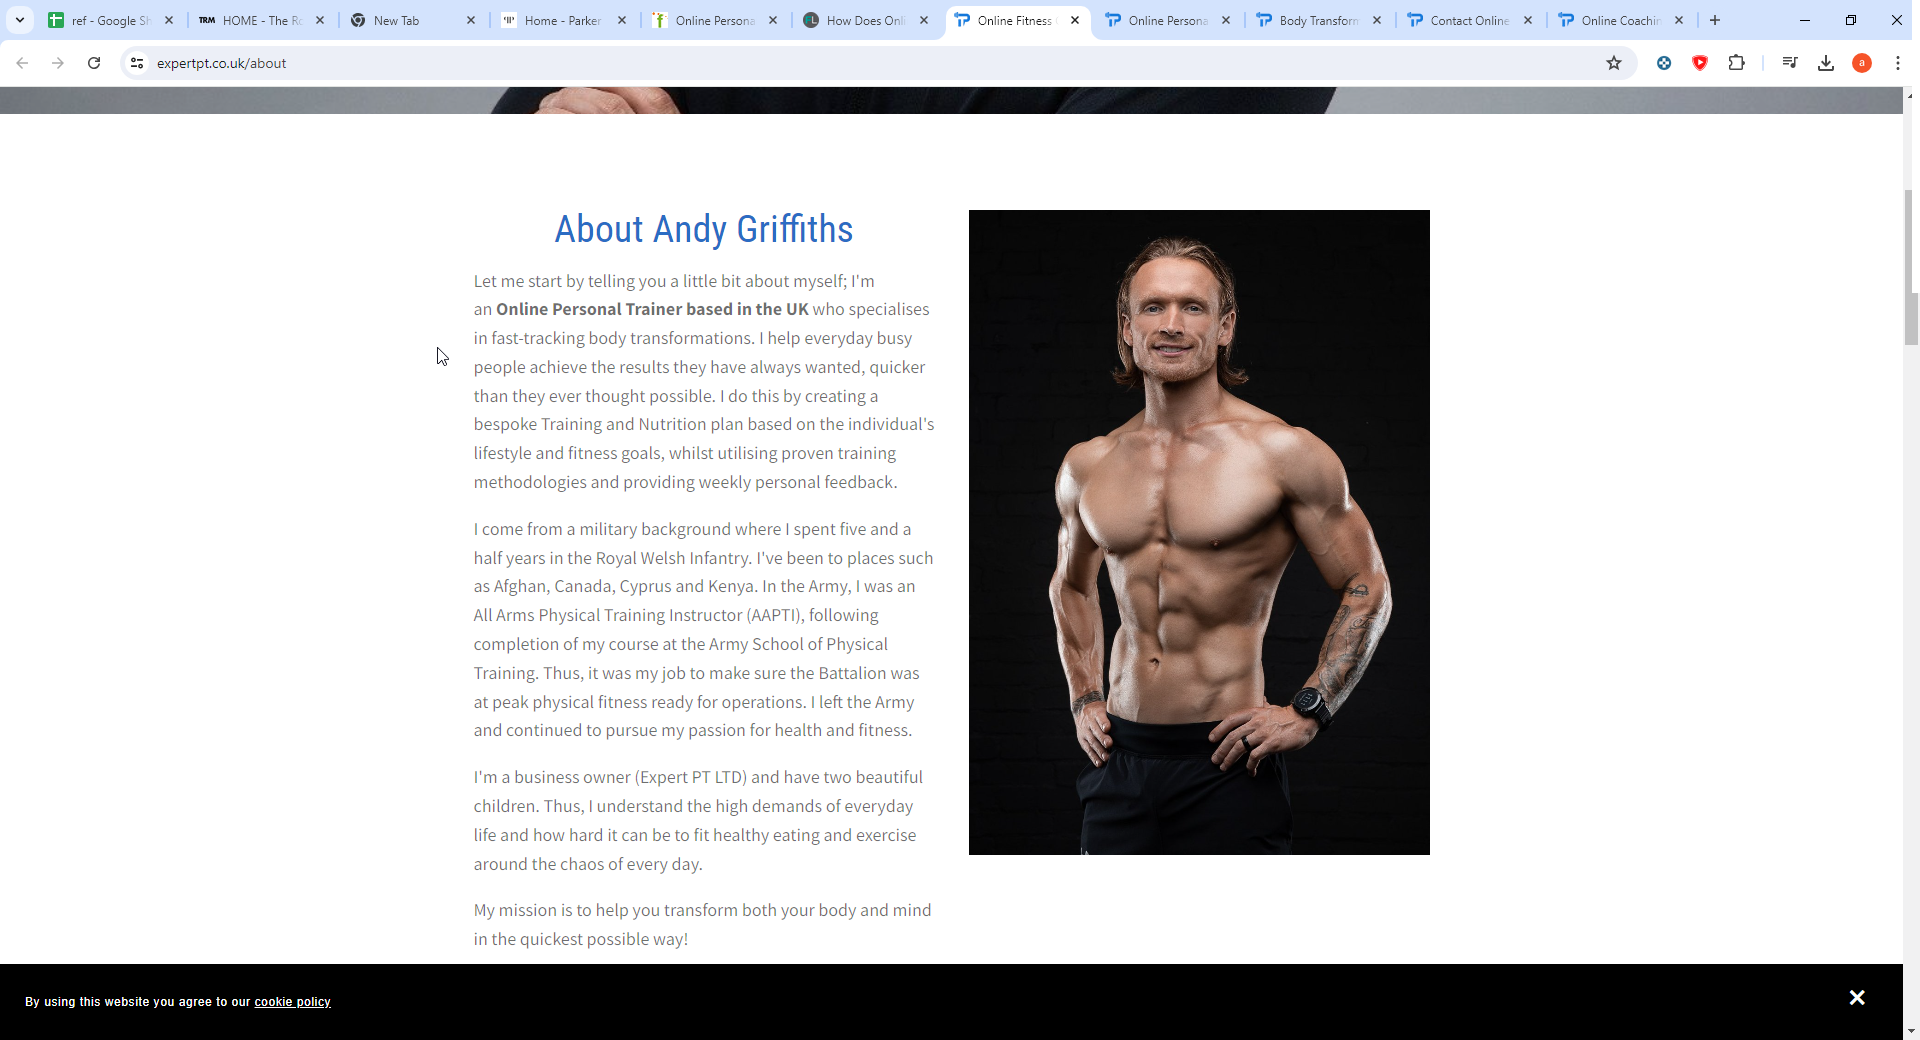 ref - Google Sh
TRM HOME - The Ro
New Tab
Home - Parker
Online Persona
How Does Onli
Online Fitness
Online Persona
Body Transform
Contact Online
Online Coachin
expertpt.co.uk/about
a
About Andy Griffiths
Let me start by telling you a little bit about myself; I'm
an Online Personal Trainer based in the UK who specialises
in fast-tracking body transformations. I help everyday busy
people achieve the results they have always wanted, quicker
than they ever thought possible. I do this by creating a
bespoke Training and Nutrition plan based on the individual's
lifestyle and fitness goals, whilst utilising proven training
methodologies and providing weekly personal feedback.
I come from a military background where I spent five and a
half years in the Royal Welsh Infantry. I've been to places such
as Afghan, Canada, Cyprus and Kenya. In the Army, I was an
All Arms Physical Training Instructor (AAPTI), following
completion of my course at the Army School of Physical
Training. Thus, it was my job to make sure the Battalion was
at peak physical fitness ready for operations. I left the Army
and continued to pursue my passion for health and fitness.
I'm a business owner (Expert PT LTD) and have two beautiful
children. Thus, I understand the high demands of everyday
life and how hard it can be to fit healthy eating and exercise
around the chaos of every day.
My mission is to help you transform both your body and mind
in the quickest possible way!
By using this website you agree to our cookie policy